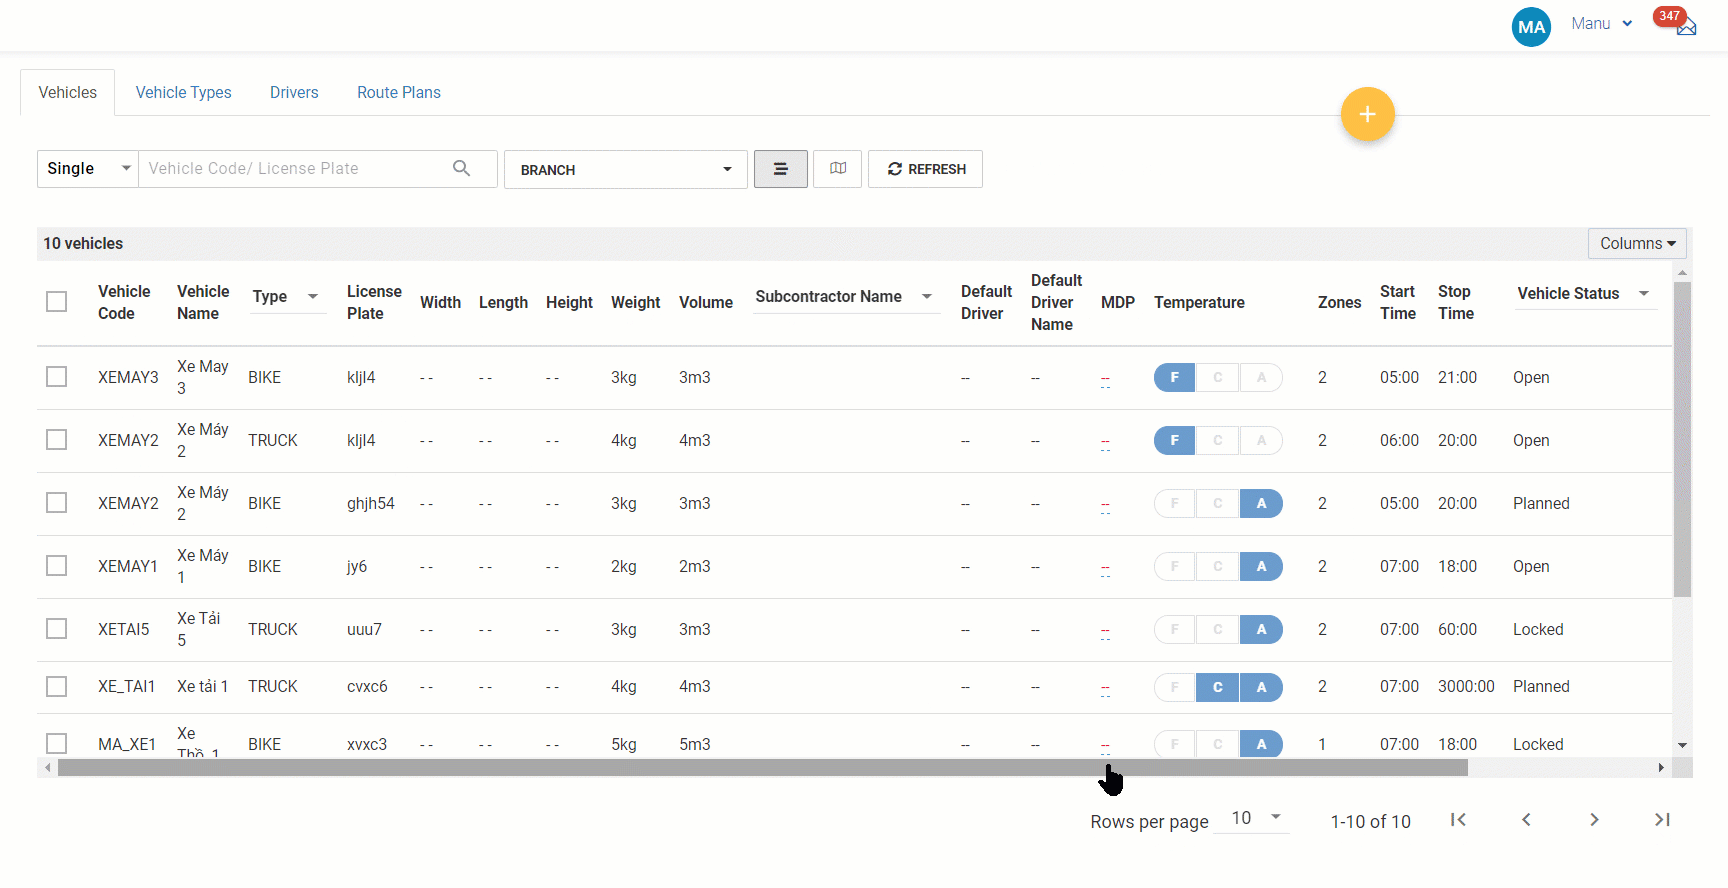 MA Manu 347
Vehicles Vehicle Types Drivers Route Plans
+
Single Vehicle Code/ License Plate BRANCH REFRESH
10 vehicles Columns
Vehicle Code Vehicle Name Type License Plate Width Length Height Weight Volume Subcontractor Name Default Driver Default Driver Name MDP Temperature Zones Start Time Stop Time Vehicle Status
XEMAY3 Xe May 3 BIKE kljl4 -- -- -- 3kg 3m3 -- -- -- F C A 2 05:00 21:00 Open
XEMAY2 Xe Máy 2 TRUCK kljl4 -- -- -- 4kg 4m3 -- -- -- F C A 2 06:00 20:00 Open
XEMAY2 Xe Máy 2 BIKE ghjh54 -- -- -- 3kg 3m3 -- -- -- F C A 2 05:00 20:00 Planned
XEMAY1 Xe Máy 1 BIKE jy6 -- -- -- 2kg 2m3 -- -- -- F C A 2 07:00 18:00 Open
XETAI5 Xe Tải 5 TRUCK uuu7 -- -- -- 3kg 3m3 -- -- -- F C A 2 07:00 60:00 Locked
XE_TAI1 Xe tải 1 TRUCK cvxc6 -- -- -- 4kg 4m3 -- -- -- F C A 2 07:00 3000:00 Planned
MA_XE1 Xe Thồ 1 BIKE xvxc3 -- -- -- 5kg 5m3 -- -- -- F C A 1 07:00 18:00 Locked
Rows per page 10 1-10 of 10